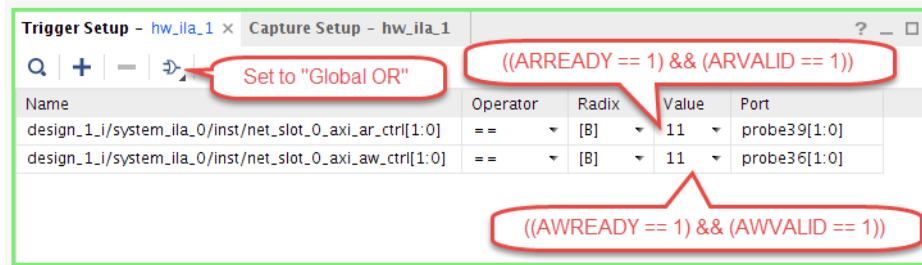 Trigger Setup - hw_ila_1 × Capture Setup - hw_ila_1 ? _
Set to "Global OR"
((ARREADY == 1) && (ARVALID == 1))
Name Operator Radix Value Port
design_1_i/system_ila_0/inst/net_slot_0_axi_ar_ctrl[1:0] == [B] 11 probe39[1:0]
design_1_i/system_ila_0/inst/net_slot_0_axi_aw_ctrl[1:0] == [B] 11 probe36[1:0]
((AWREADY == 1) && (AWVALID == 1))